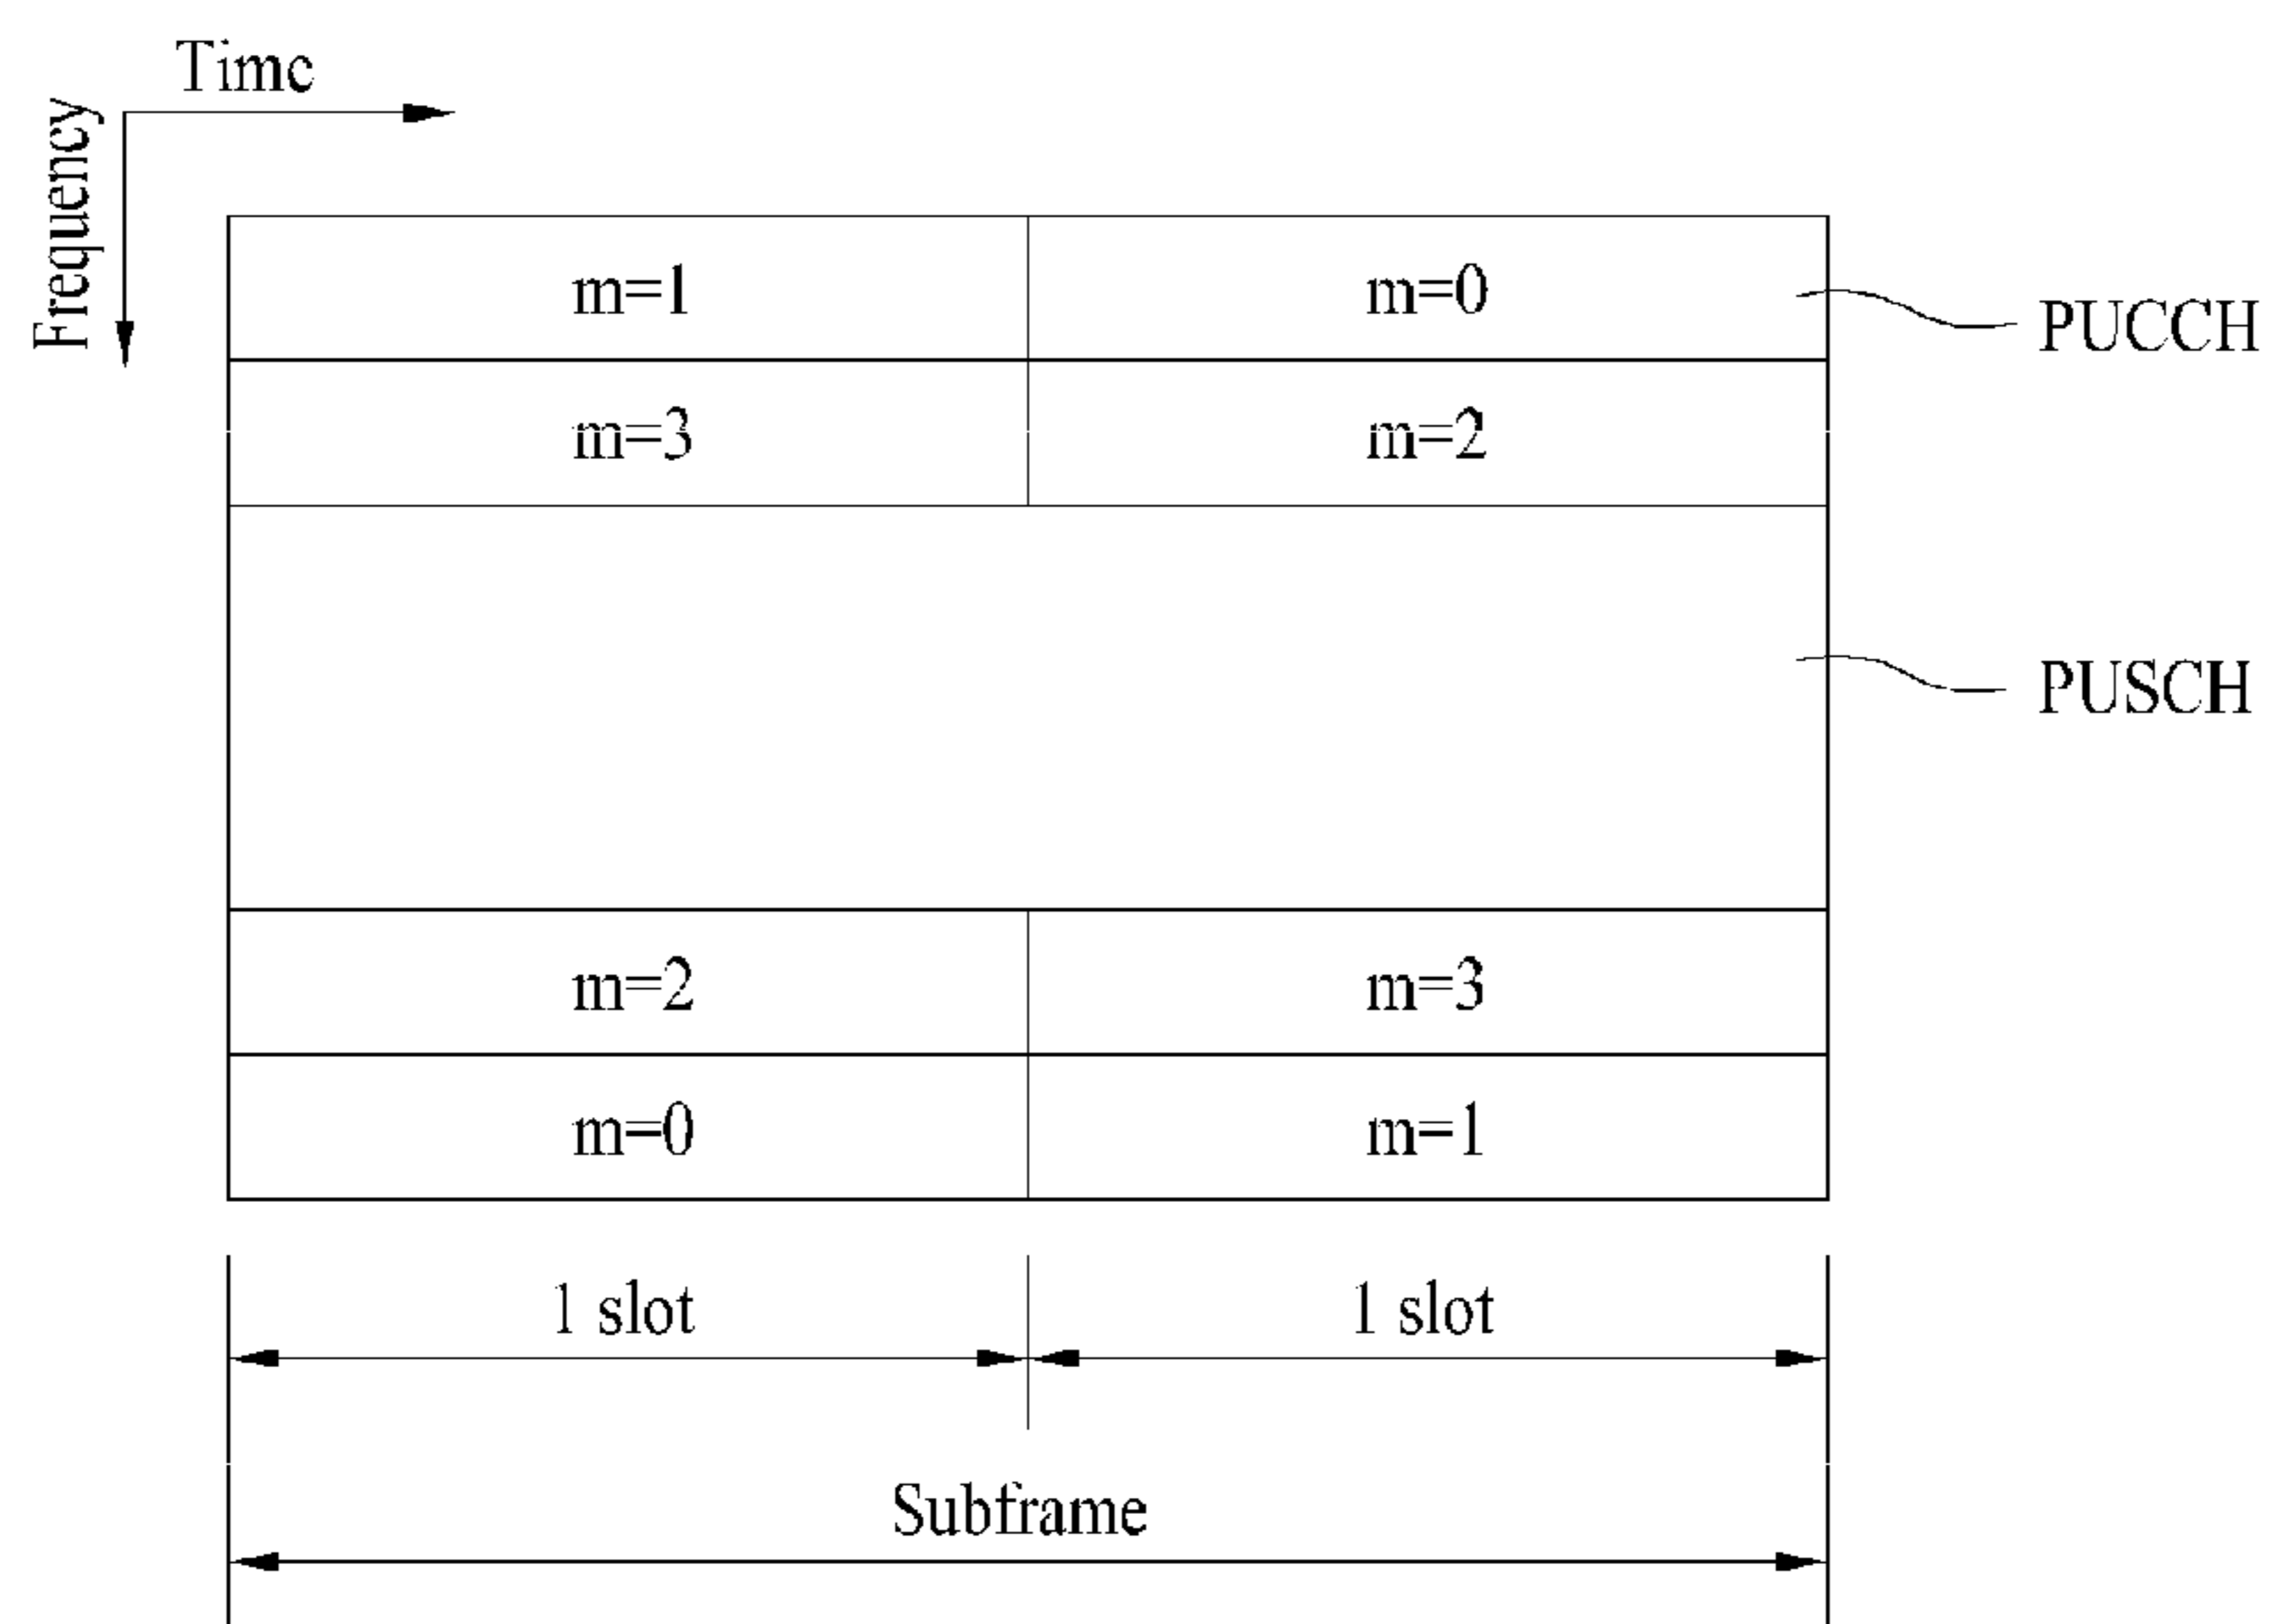 Time
Frequency
m=1
m=0
PUCCH
m=3
m=2
PUSCH
m=2
m=3
m=0
m=1
1 slot
1 slot
Subframe